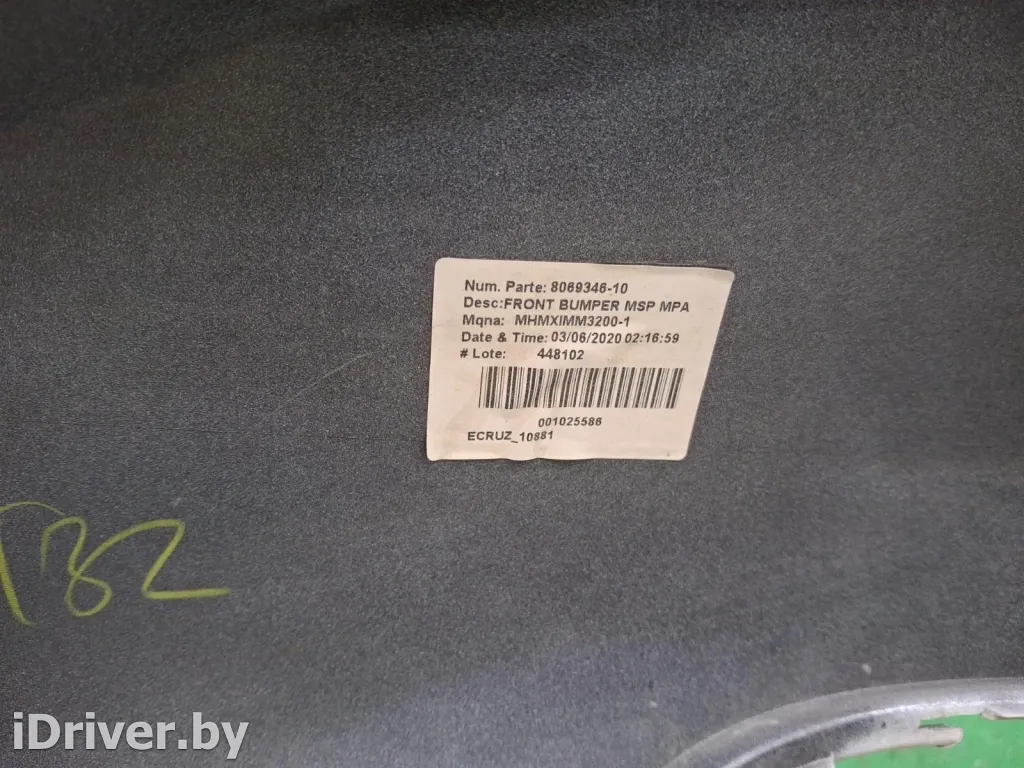 Num. Parte: 8069346-10
Desc:FRONT BUMPER MSP MPA
Mqna: MHMXIMM3200-1
Date & Time: 03/06/2020 02:16:59
# Lote: 448102
001025586
ECRUZ_10881
T32
iDriver.by